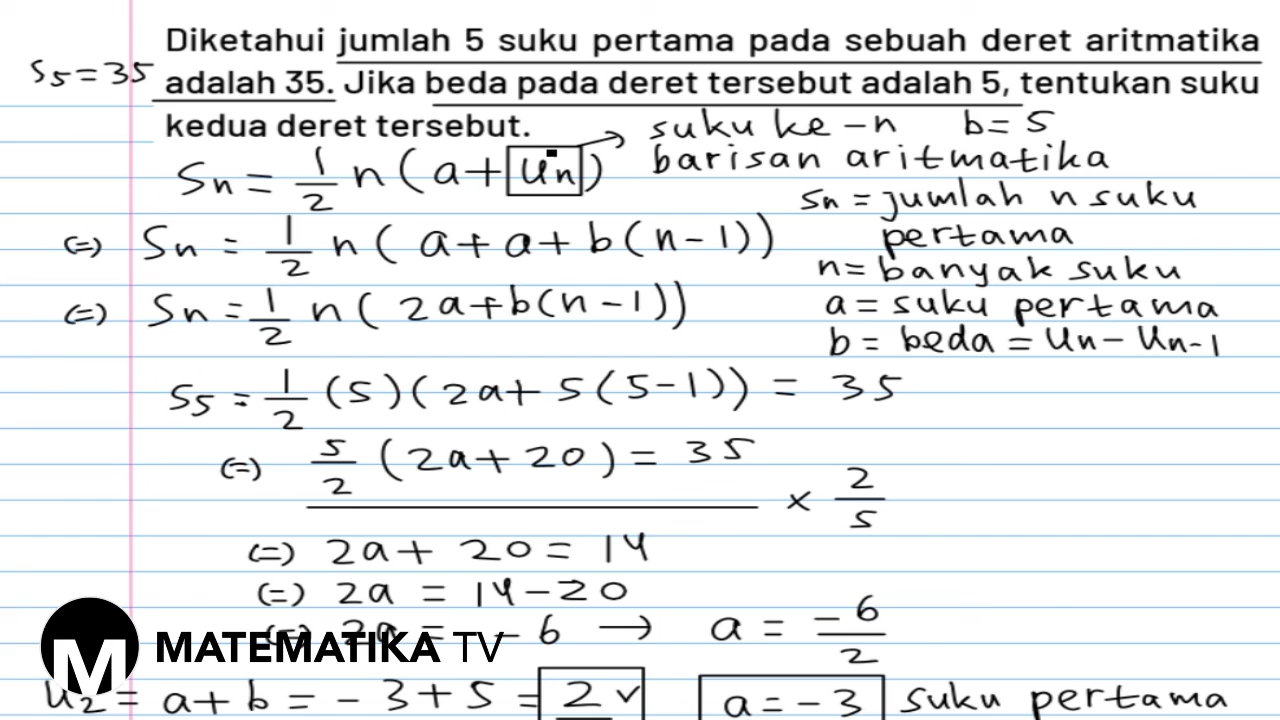 Diketahui jumlah 5 suku pertama pada sebuah deret aritmatika
S5 = 35
adalah 35. Jika beda pada deret tersebut adalah 5, tentukan suku
kedua deret tersebut.
suku ke-n b = 5
barisan aritmatika
Sn = 1/2 n (a + Un)
Sn = jumlah n suku
pertama
(=) Sn = 1/2 n (a + a + b(n - 1))
n = banyak suku
(=) Sn = 1/2 n (2a + b(n - 1))
a = suku pertama
b = beda = Un - Un-1
S5 = 1/2 (5)(2a + 5(5 - 1)) = 35
(=) 5/2 (2a + 20) = 35
× 2/5
(=) 2a + 20 = 14
(=) 2a = 14 - 20
(=) 2a = - 6 → a = -6/2
MATEMATIKA TV
M
U2 = a + b = - 3 + 5 = 2 ✓
a = - 3 suku pertama